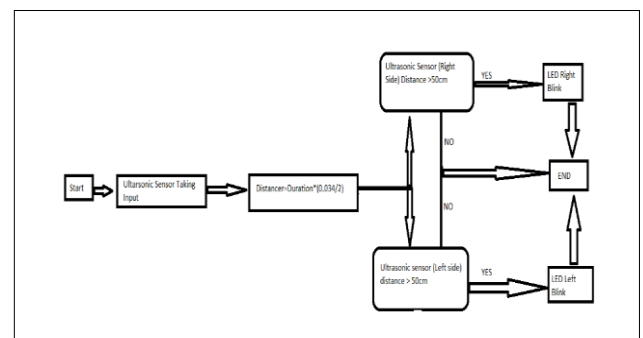 Ultrasonic Sensor (Right
Side) Distance >50cm
YES
LED Right
Blink
NO
Start
Ultarsonic Sensor Taking
Input
Distancer=Duration*(0.034/2)
END
NO
Ultrasonic sensor (Left side)
distance > 50cm
YES
LED Left
Blink